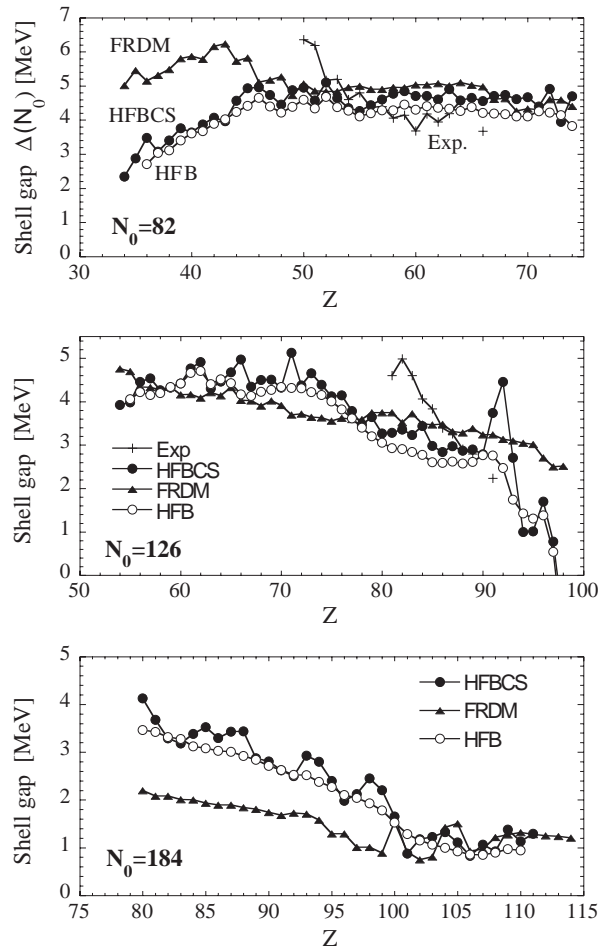 7
6
5
4
3
2
1
0
Shell gap Δ(N₀) [MeV]
FRDM
HFBCS
HFB
Exp.
N₀=82
30 40 50 60 70
Z
5
4
3
2
1
0
Shell gap [MeV]
Exp
HFBCS
FRDM
HFB
N₀=126
50 60 70 80 90 100
Z
5
4
3
2
1
0
Shell gap [MeV]
HFBCS
FRDM
HFB
N₀=184
75 80 85 90 95 100 105 110 115
Z